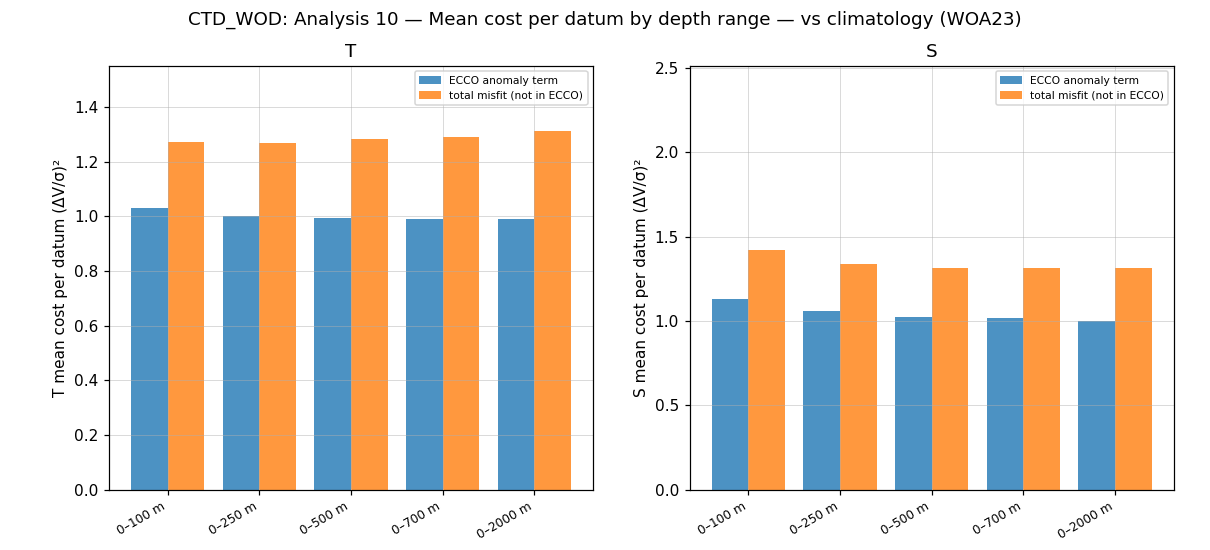 CTD_WOD: Analysis 10 — Mean cost per datum by depth range — vs climatology (WOA23)
T
T mean cost per datum (ΔV/σ)²
1.4
1.2
1.0
0.8
0.6
0.4
0.2
0.0
ECCO anomaly term
total misfit (not in ECCO)
0–100 m
0–250 m
0–500 m
0–700 m
0–2000 m
S
S mean cost per datum (ΔV/σ)²
2.5
2.0
1.5
1.0
0.5
0.0
ECCO anomaly term
total misfit (not in ECCO)
0–100 m
0–250 m
0–500 m
0–700 m
0–2000 m